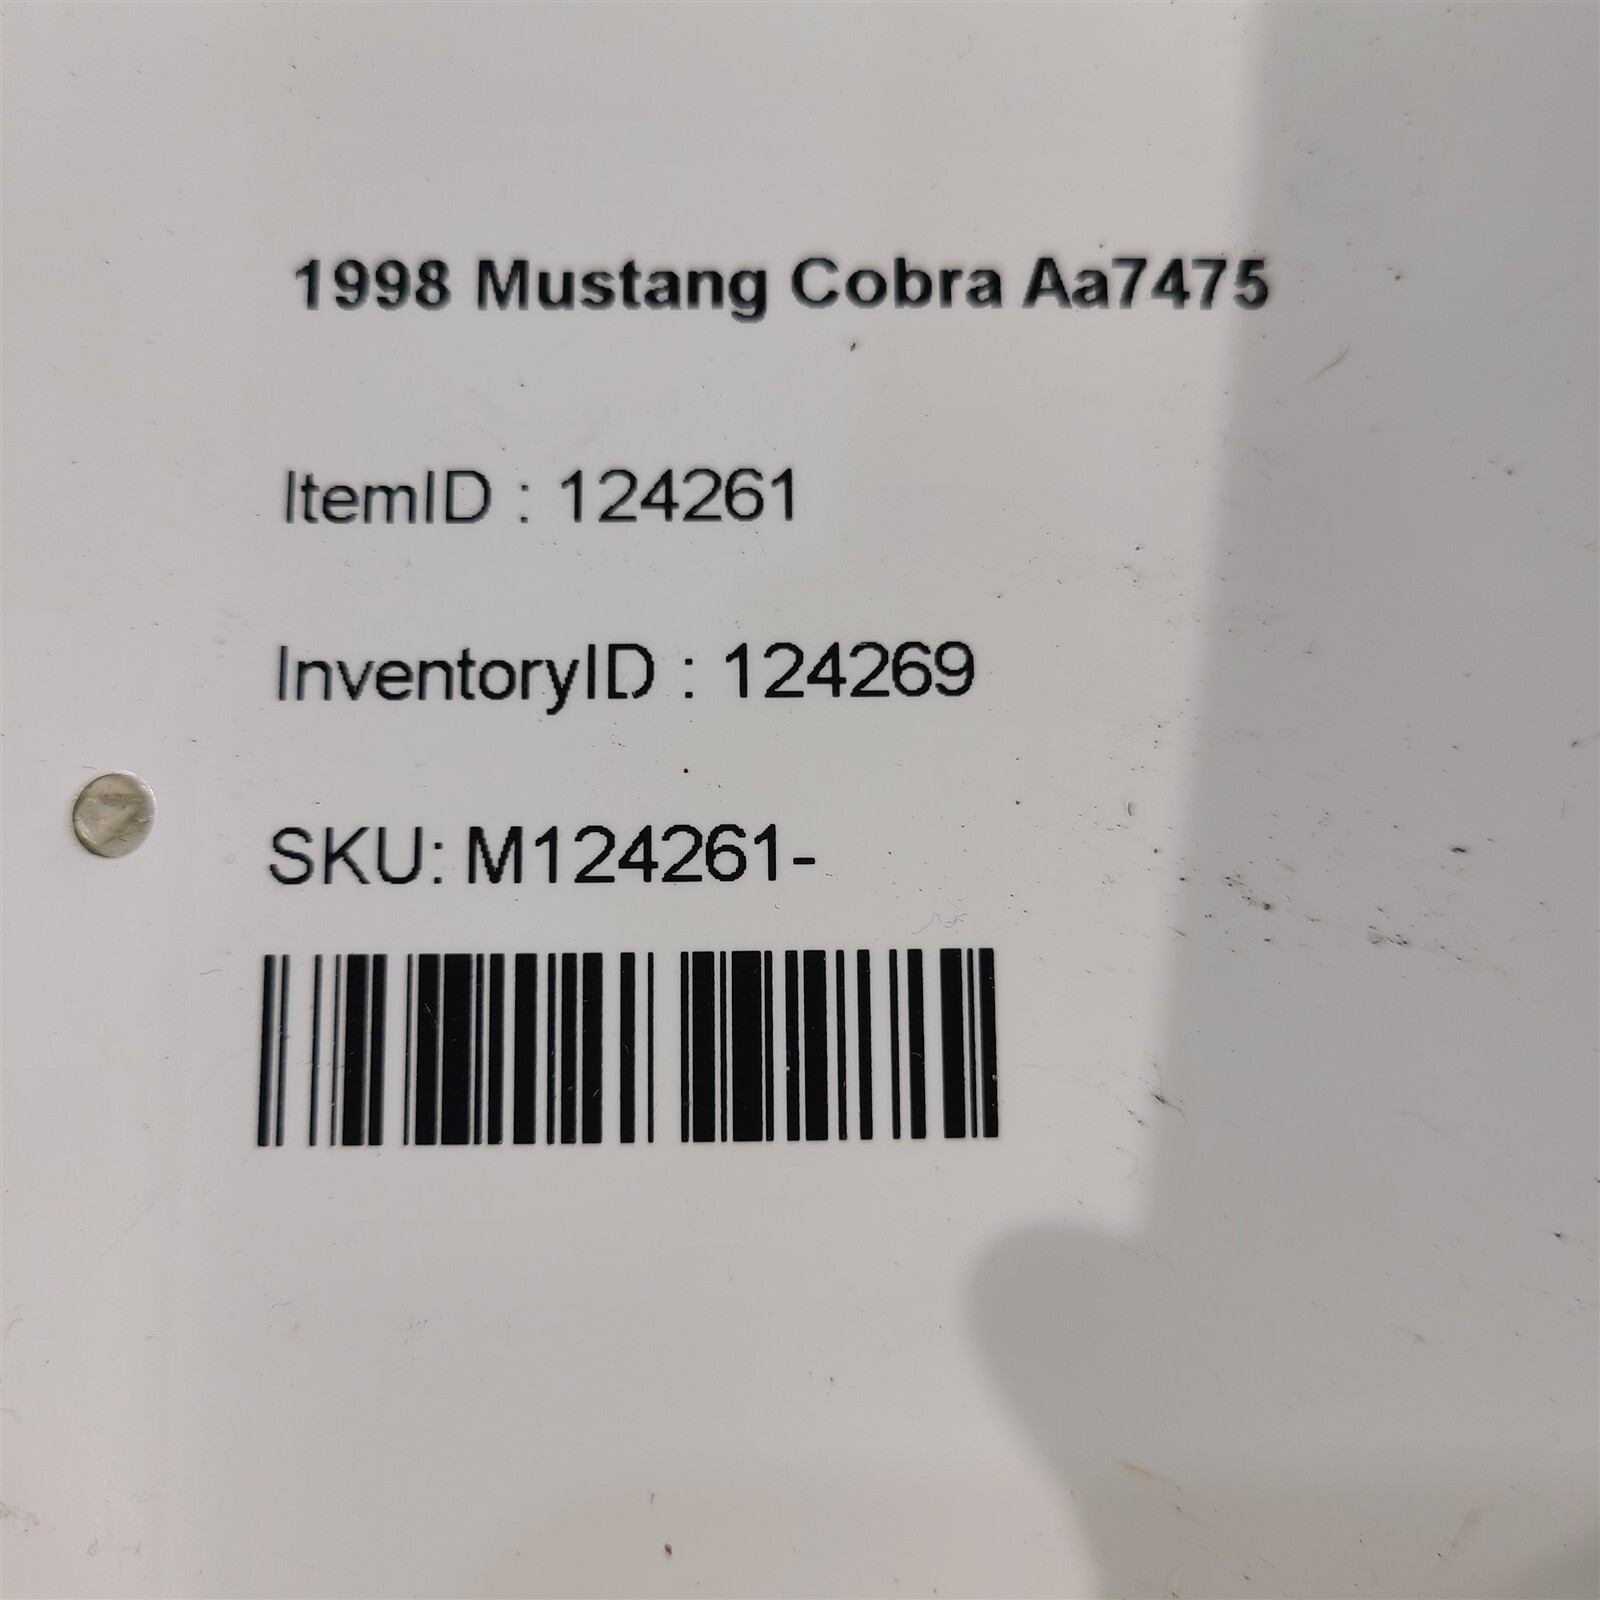 1998 Mustang Cobra Aa7475
ItemID : 124261
InventoryID : 124269
SKU: M124261-